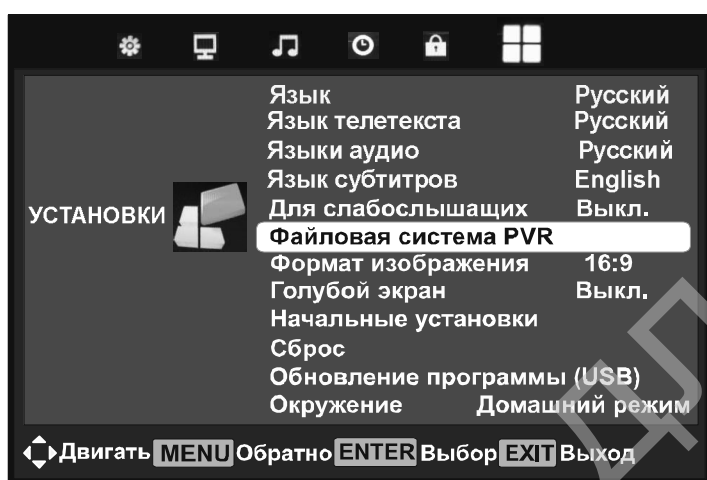 Язык Русский
Язык телетекста Русский
Языки аудио Русский
Язык субтитров English
УСТАНОВКИ
Для слабослышащих Выкл.
Файловая система PVR
Формат изображения 16:9
Голубой экран Выкл.
Начальные установки
Сброс
Обновление программы (USB)
Окружение Домашний режим
Двигать MENU Обратно ENTER Выбор EXIT Выход